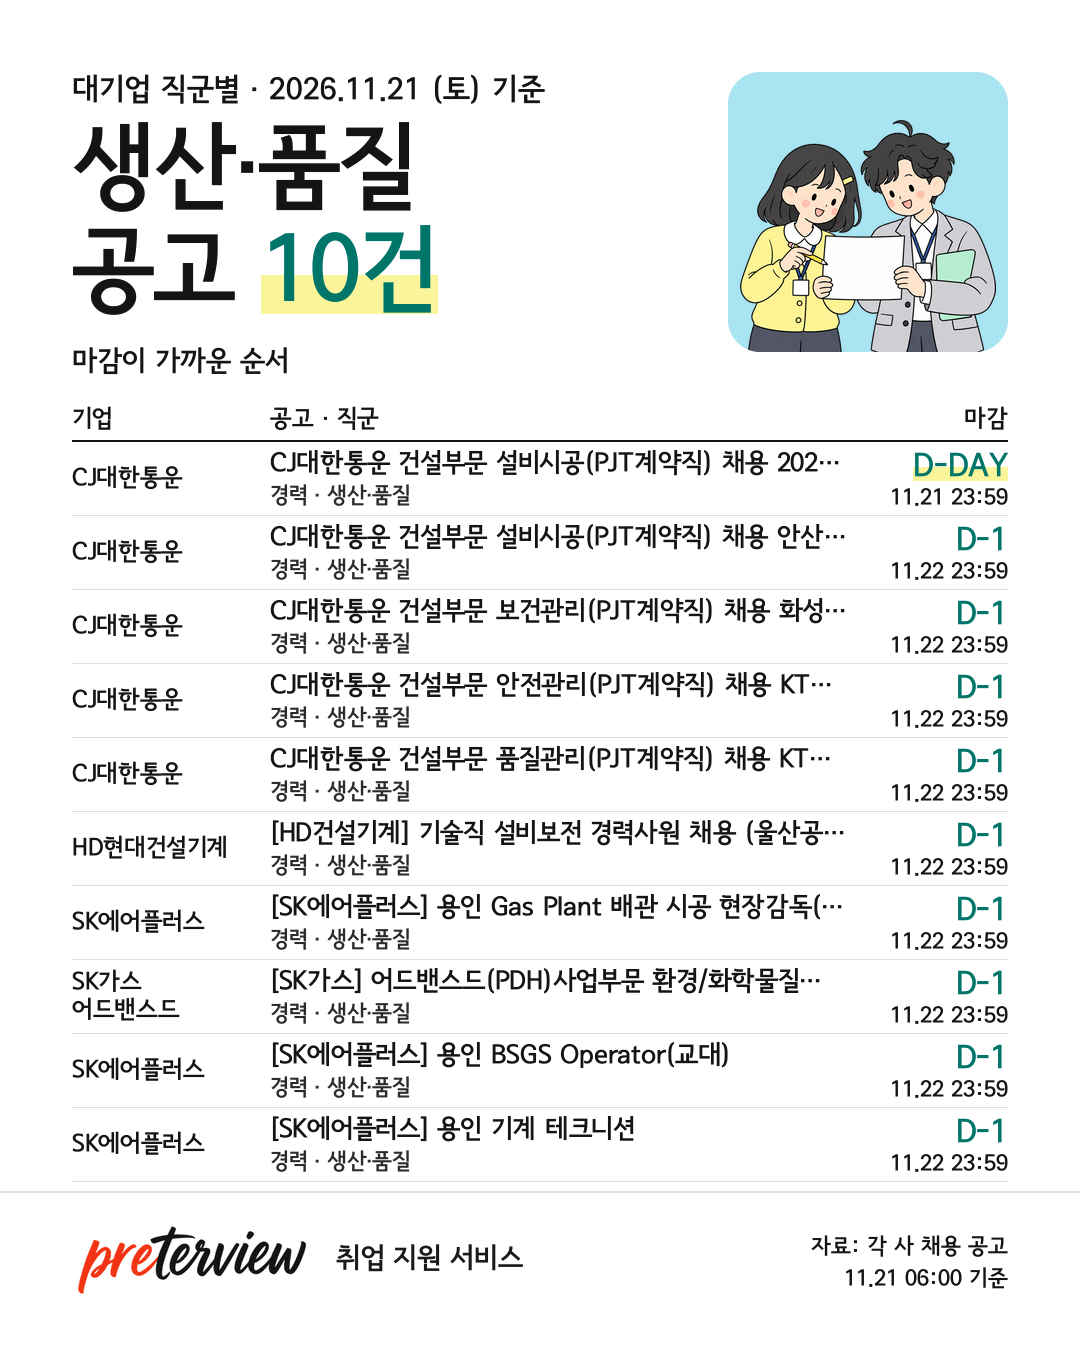 대기업 직군별 · 2026.11.21 (토) 기준
생산·품질
공고 10건
마감이 가까운 순서
기업 공고 · 직군 마감
CJ대한통운 CJ대한통운 건설부문 설비시공(PJT계약직) 채용 202… D-DAY
경력 · 생산·품질 11.21 23:59
CJ대한통운 CJ대한통운 건설부문 설비시공(PJT계약직) 채용 안산… D-1
경력 · 생산·품질 11.22 23:59
CJ대한통운 CJ대한통운 건설부문 보건관리(PJT계약직) 채용 화성… D-1
경력 · 생산·품질 11.22 23:59
CJ대한통운 CJ대한통운 건설부문 안전관리(PJT계약직) 채용 KT… D-1
경력 · 생산·품질 11.22 23:59
CJ대한통운 CJ대한통운 건설부문 품질관리(PJT계약직) 채용 KT… D-1
경력 · 생산·품질 11.22 23:59
HD현대건설기계 [HD건설기계] 기술직 설비보전 경력사원 채용 (울산공… D-1
경력 · 생산·품질 11.22 23:59
SK에어플러스 [SK에어플러스] 용인 Gas Plant 배관 시공 현장감독(… D-1
경력 · 생산·품질 11.22 23:59
SK가스 [SK가스] 어드밴스드(PDH)사업부문 환경/화학물질… D-1
어드밴스드 경력 · 생산·품질 11.22 23:59
SK에어플러스 [SK에어플러스] 용인 BSGS Operator(교대) D-1
경력 · 생산·품질 11.22 23:59
SK에어플러스 [SK에어플러스] 용인 기계 테크니션 D-1
경력 · 생산·품질 11.22 23:59
preterview 취업 지원 서비스
자료: 각 사 채용 공고
11.21 06:00 기준